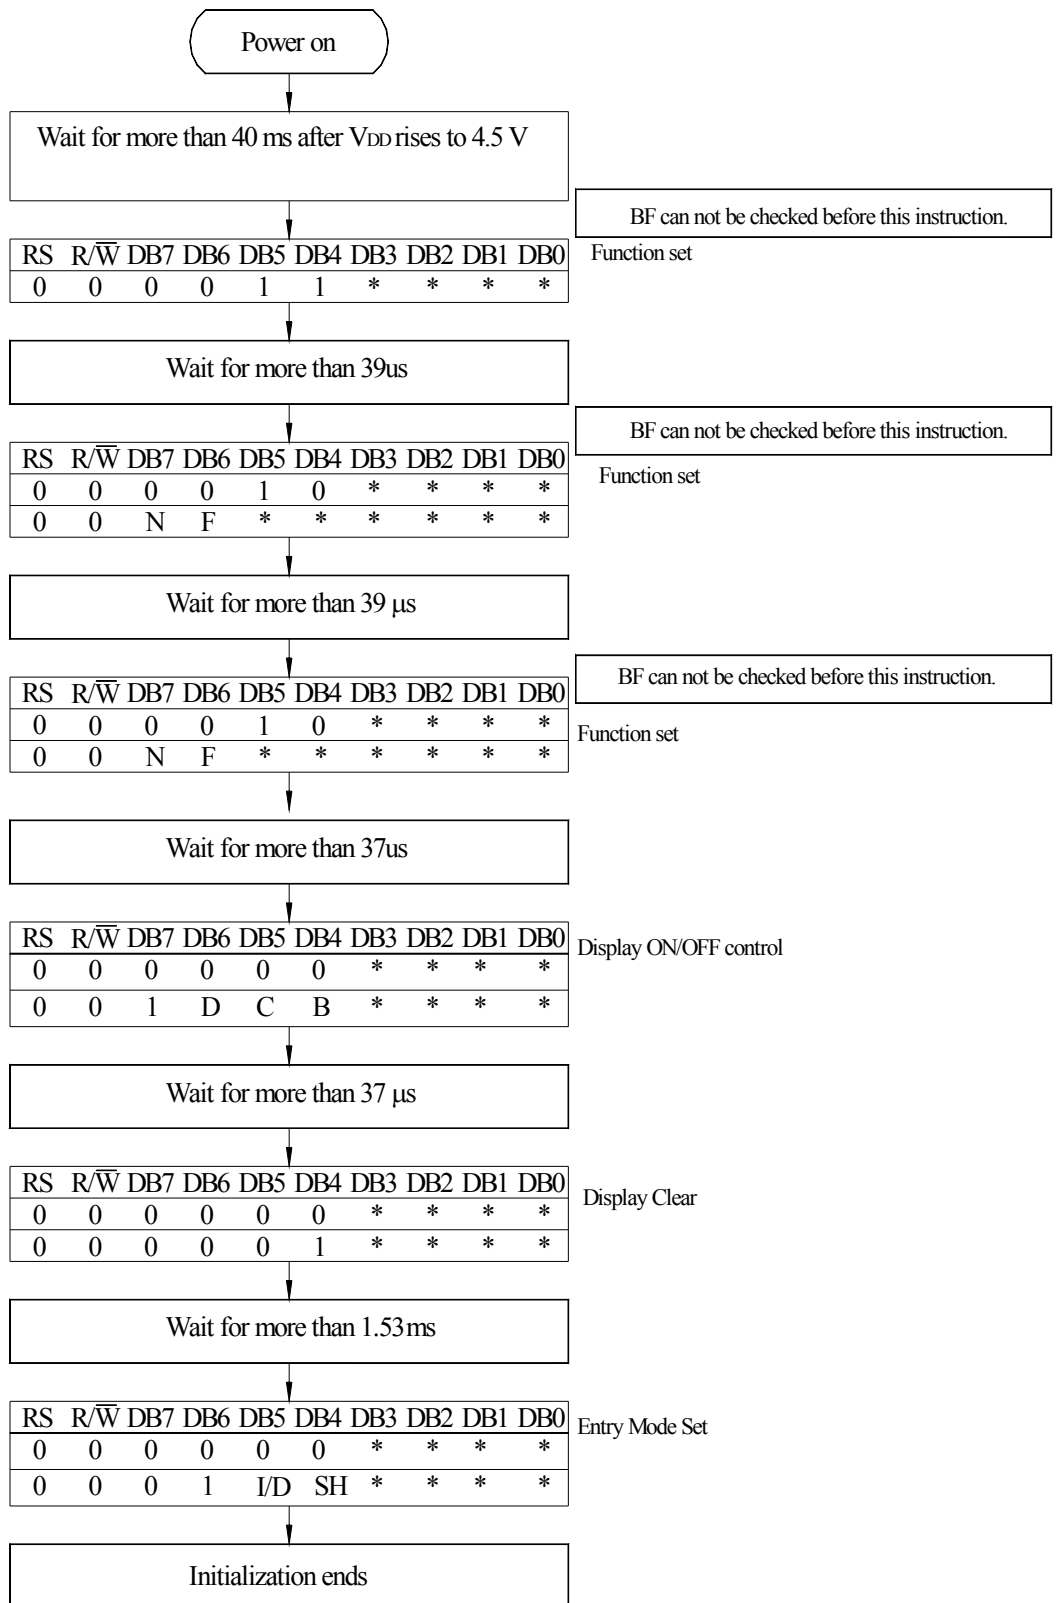 Power on
Wait for more than 40 ms after VDD rises to 4.5 V
BF can not be checked before this instruction.
RS R/W̅ DB7 DB6 DB5 DB4 DB3 DB2 DB1 DB0
Function set
0 0 0 0 1 1 * * * *
Wait for more than 39us
BF can not be checked before this instruction.
RS R/W̅ DB7 DB6 DB5 DB4 DB3 DB2 DB1 DB0
Function set
0 0 0 0 1 0 * * * *
0 0 N F * * * * * *
Wait for more than 39 μs
BF can not be checked before this instruction.
RS R/W̅ DB7 DB6 DB5 DB4 DB3 DB2 DB1 DB0
0 0 0 0 1 0 * * * *
Function set
0 0 N F * * * * * *
Wait for more than 37us
RS R/W̅ DB7 DB6 DB5 DB4 DB3 DB2 DB1 DB0
Display ON/OFF control
0 0 0 0 0 0 * * * *
0 0 1 D C B * * * *
Wait for more than 37 μs
RS R/W̅ DB7 DB6 DB5 DB4 DB3 DB2 DB1 DB0
Display Clear
0 0 0 0 0 0 * * * *
0 0 0 0 0 1 * * * *
Wait for more than 1.53ms
RS R/W̅ DB7 DB6 DB5 DB4 DB3 DB2 DB1 DB0
Entry Mode Set
0 0 0 0 0 0 * * * *
0 0 0 1 I/D SH * * * *
Initialization ends